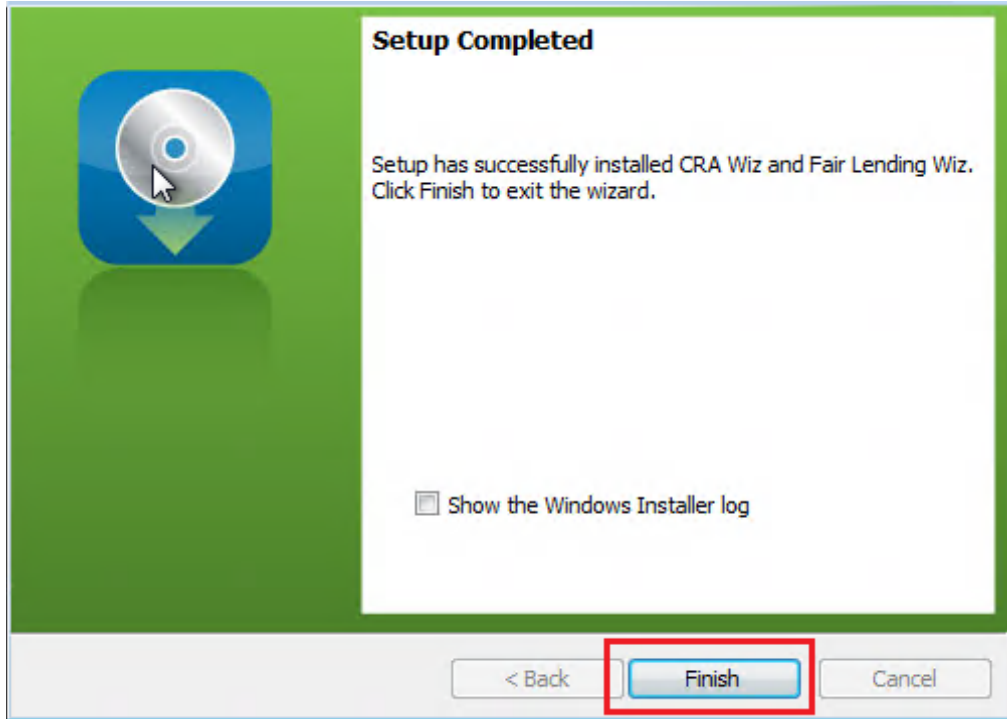 Setup Completed
Setup has successfully installed CRA Wiz and Fair Lending Wiz.
Click Finish to exit the wizard.
Show the Windows Installer log
< Back
Finish
Cancel